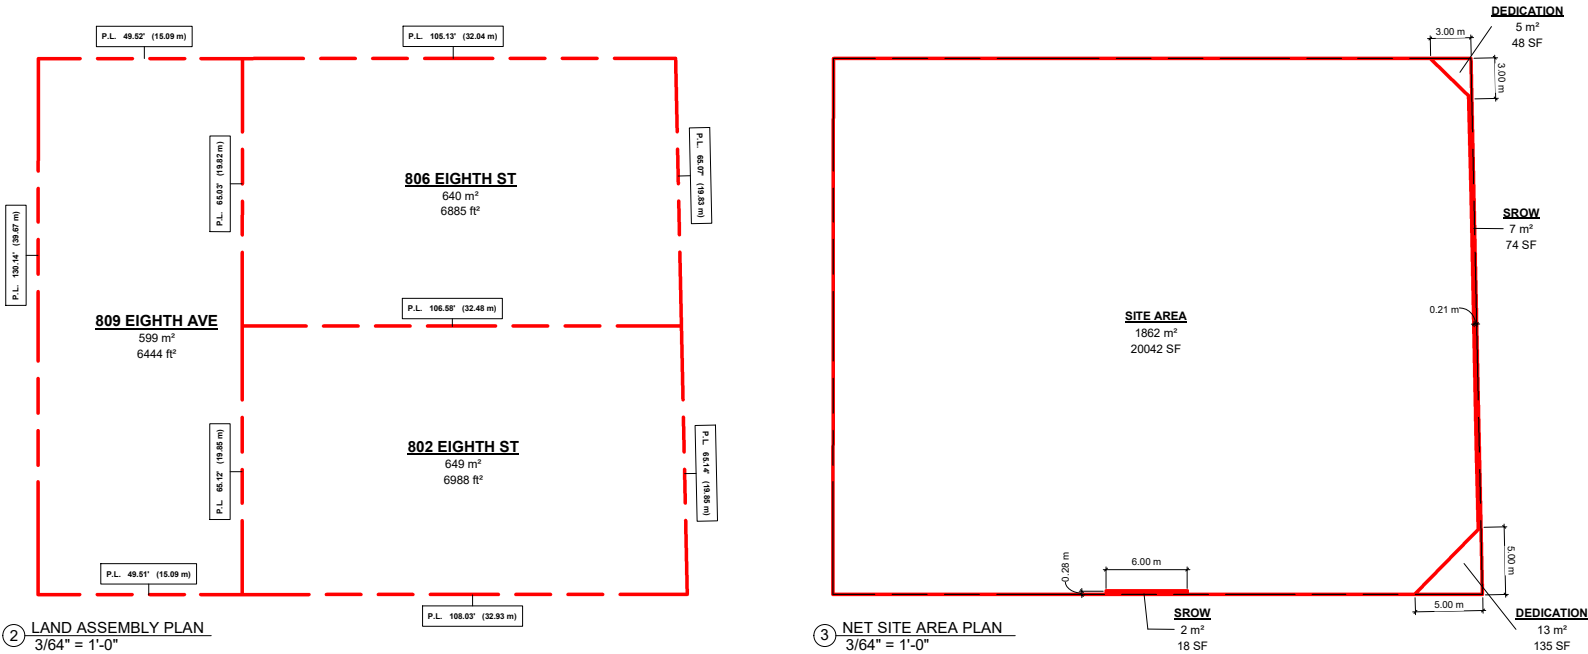 P.L. 49.52' (15.09 m)
P.L. 105.13' (32.04 m)
P.L. 65.03' (19.82 m)
P.L. 65.07' (19.83 m)
806 EIGHTH ST
640 m²
6885 ft²
P.L. 130.14' (39.67 m)
P.L. 106.58' (32.48 m)
809 EIGHTH AVE
599 m²
6444 ft²
802 EIGHTH ST
649 m²
6988 ft²
P.L. 65.12' (19.85 m)
P.L. 65.14' (19.85 m)
P.L. 49.51' (15.09 m)
P.L. 108.03' (32.93 m)
2 LAND ASSEMBLY PLAN
3/64" = 1'-0"
DEDICATION
5 m²
48 SF
3.00 m
3.00 m
SROW
7 m²
74 SF
0.21 m
SITE AREA
1862 m²
20042 SF
0.28 m
6.00 m
5.00 m
5.00 m
SROW
2 m²
18 SF
DEDICATION
13 m²
135 SF
3 NET SITE AREA PLAN
3/64" = 1'-0"